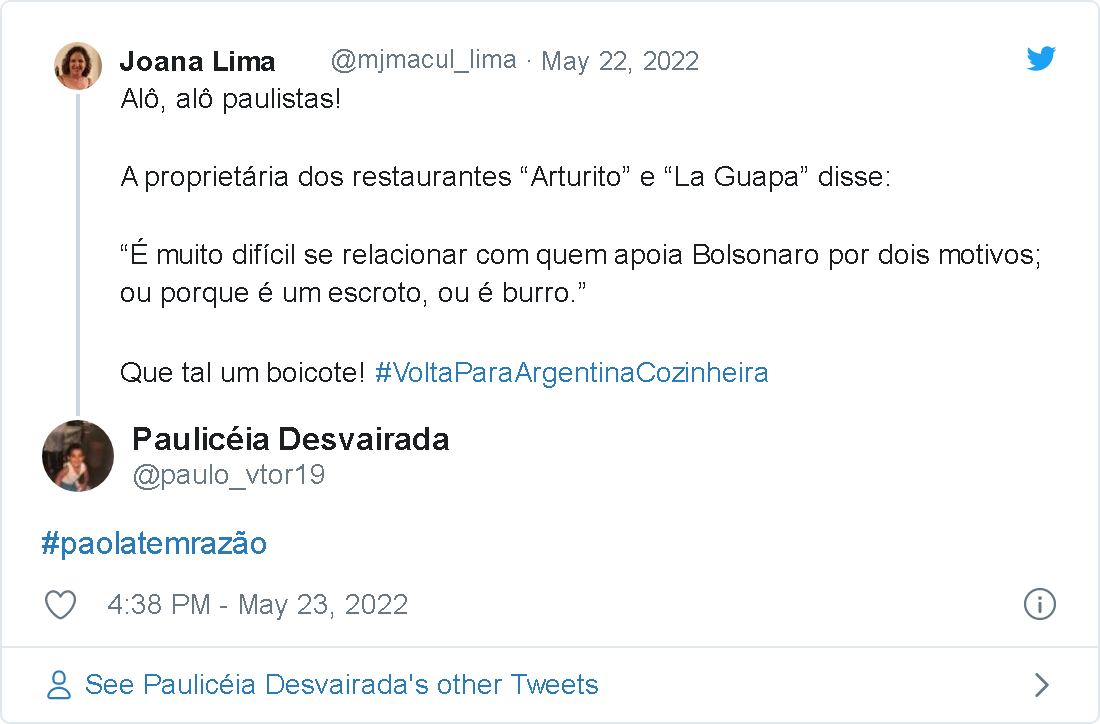 Joana Lima @mjmacul_lima · May 22, 2022
Alô, alô paulistas!
A proprietária dos restaurantes “Arturito” e “La Guapa” disse:
“É muito difícil se relacionar com quem apoia Bolsonaro por dois motivos;
ou porque é um escroto, ou é burro.”
Que tal um boicote! #VoltaParaArgentinaCozinheira
Paulicéia Desvairada
@paulo_vtor19
#paolatemrazão
4:38 PM - May 23, 2022
See Paulicéia Desvairada's other Tweets